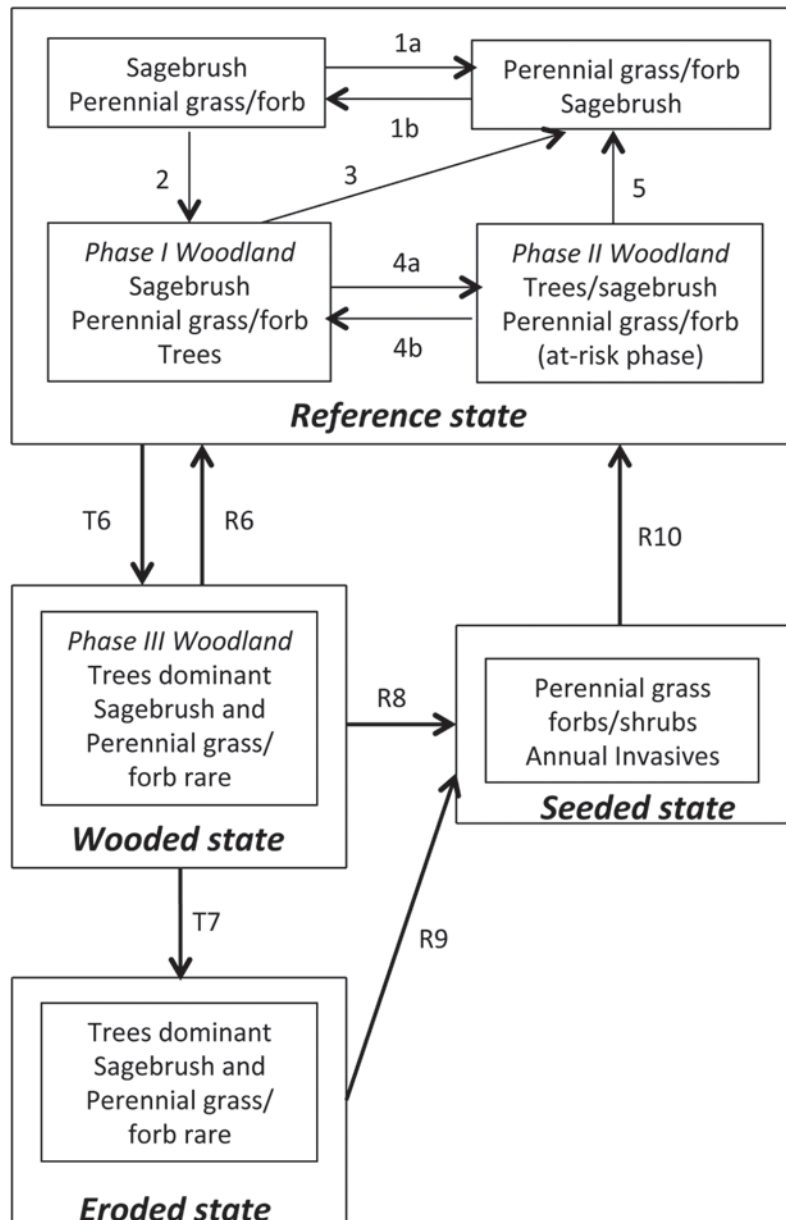 1a
Sagebrush
Perennial grass/forb
Perennial grass/forb
Sagebrush
1b
2
3
5
Phase I Woodland
Sagebrush
Perennial grass/forb
Trees
4a
4b
Phase II Woodland
Trees/sagebrush
Perennial grass/forb
(at-risk phase)
Reference state
T6
R6
R10
Phase III Woodland
Trees dominant
Sagebrush and
Perennial grass/
forb rare
Wooded state
R8
Perennial grass
forbs/shrubs
Annual Invasives
Seeded state
T7
R9
Trees dominant
Sagebrush and
Perennial grass/
forb rare
Eroded state